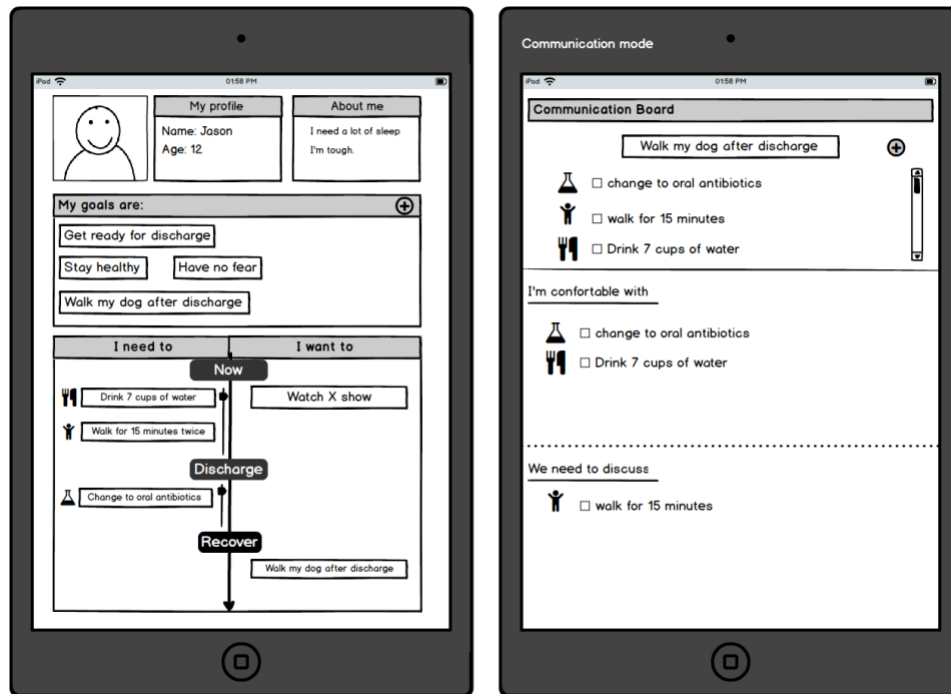 iPod 01:58 PM
My profile
Name: Jason
Age: 12
About me
I need a lot of sleep
I'm tough.
My goals are:
Get ready for discharge
Stay healthy Have no fear
Walk my dog after discharge
I need to I want to
Now
Drink 7 cups of water Watch X show
Walk for 15 minutes twice
Discharge
Change to oral antibiotics
Recover
Walk my dog after discharge
Communication mode
iPod 01:58 PM
Communication Board
Walk my dog after discharge
change to oral antibiotics
walk for 15 minutes
Drink 7 cups of water
I'm confortable with
change to oral antibiotics
Drink 7 cups of water
We need to discuss
walk for 15 minutes